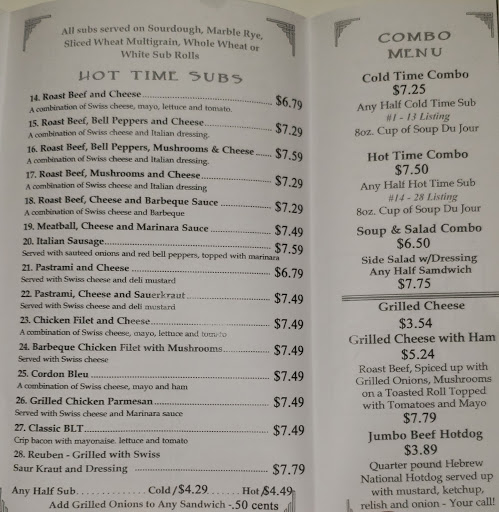 All subs served on Sourdough, Marble Rye,
Sliced Wheat Multigrain, Whole Wheat or
White Sub Rolls
HOT TIME SUBS
14. Roast Beef and Cheese $6.79
A combination of Swiss cheese, mayo, lettuce and tomato.
15. Roast Beef, Bell Peppers and Cheese $7.29
A combination of Swiss cheese and Italian dressing.
16. Roast Beef, Bell Peppers, Mushrooms & Cheese $7.59
A combination of Swiss cheese and Italian dressing.
17. Roast Beef, Mushrooms and Cheese $7.29
A combination of Swiss cheese and Italian dressing
18. Roast Beef, Cheese and Barbeque Sauce $7.29
A combination of Swiss cheese and Barbeque
19. Meatball, Cheese and Marinara Sauce $7.49
20. Italian Sausage $7.59
Served with sauteed onions and red bell peppers, topped with marinara
21. Pastrami and Cheese $6.79
Served with Swiss cheese and deli mustard
22. Pastrami, Cheese and Sauerkraut $7.49
Served with Swiss cheese and deli mustard
23. Chicken Filet and Cheese $7.49
A combination of Swiss cheese, mayo, lettuce and tomato
24. Barbeque Chicken Filet with Mushrooms $7.49
Served with Swiss cheese
25. Cordon Bleu $7.49
A combination of Swiss cheese, mayo and ham
26. Grilled Chicken Parmesan $7.49
Served with Swiss cheese and Marinara sauce
27. Classic BLT $7.49
Crip bacon with mayonaise. lettuce and tomato
28. Reuben - Grilled with Swiss
Saur Kraut and Dressing $7.79
Any Half Sub Cold /$4.29 Hot /$4.49
Add Grilled Onions to Any Sandwich -.50 cents
COMBO
MENU
Cold Time Combo
$7.25
Any Half Cold Time Sub
#1 - 13 Listing
8oz. Cup of Soup Du Jour
Hot Time Combo
$7.50
Any Half Hot Time Sub
#14 - 28 Listing
8oz. Cup of Soup Du Jour
Soup & Salad Combo
$6.50
Side Salad w/Dressing
Any Half Samdwich
$7.75
Grilled Cheese
$3.54
Grilled Cheese with Ham
$5.24
Roast Beef, Spiced up with
Grilled Onions, Mushrooms
on a Toasted Roll Topped
with Tomatoes and Mayo
$7.79
Jumbo Beef Hotdog
$3.89
Quarter pound Hebrew
National Hotdog served up
with mustard, ketchup,
relish and onion - Your call!